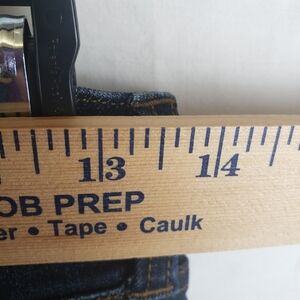 13 14
OB PREP
er • Tape • Caulk